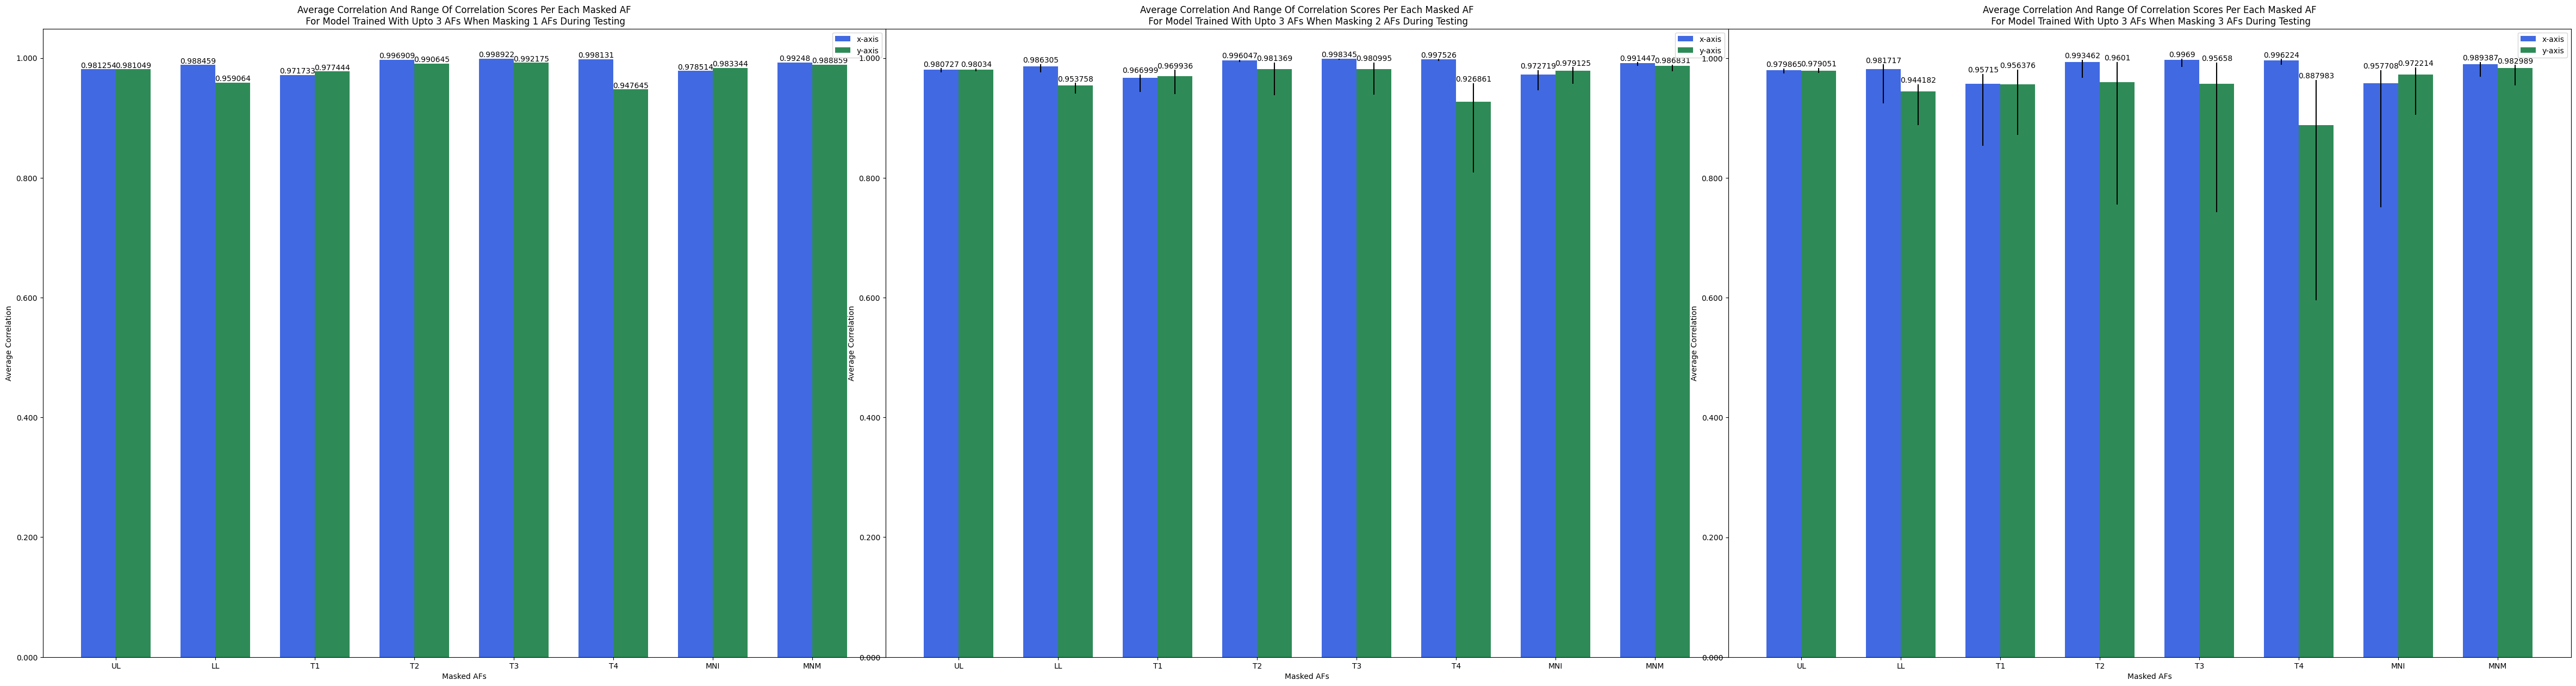 Average Correlation And Range Of Correlation Scores Per Each Masked AF
For Model Trained With Upto 3 AFs When Masking 1 AFs During Testing
x-axis
y-axis
1.000
0.800
0.600
0.400
0.200
0.000
Average Correlation
0.981254
0.981049
0.988459
0.959064
0.971733
0.977444
0.996909
0.990645
0.998922
0.992175
0.998131
0.947645
0.978514
0.983344
0.99248
0.988859
UL
LL
T1
T2
T3
T4
MNI
MNM
Masked AFs
Average Correlation And Range Of Correlation Scores Per Each Masked AF
For Model Trained With Upto 3 AFs When Masking 2 AFs During Testing
x-axis
y-axis
1.000
0.800
0.600
0.400
0.200
0.000
Average Correlation
0.980727
0.98034
0.986305
0.953758
0.966999
0.969936
0.996047
0.981369
0.998345
0.980995
0.997526
0.926861
0.972719
0.979125
0.991447
0.986831
UL
LL
T1
T2
T3
T4
MNI
MNM
Masked AFs
Average Correlation And Range Of Correlation Scores Per Each Masked AF
For Model Trained With Upto 3 AFs When Masking 3 AFs During Testing
x-axis
y-axis
1.000
0.800
0.600
0.400
0.200
0.000
Average Correlation
0.979865
0.979051
0.981717
0.944182
0.95715
0.956376
0.993462
0.9601
0.9969
0.95658
0.996224
0.887983
0.957708
0.972214
0.989387
0.982989
UL
LL
T1
T2
T3
T4
MNI
MNM
Masked AFs